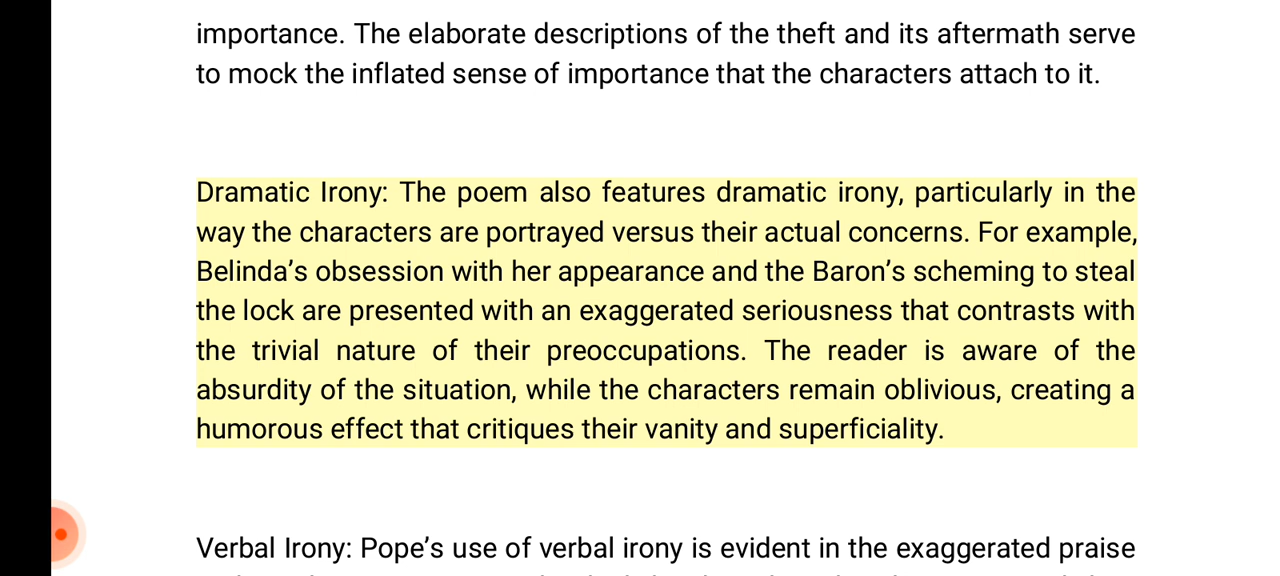 importance. The elaborate descriptions of the theft and its aftermath serve
to mock the inflated sense of importance that the characters attach to it.
Dramatic Irony: The poem also features dramatic irony, particularly in the
way the characters are portrayed versus their actual concerns. For example,
Belinda’s obsession with her appearance and the Baron’s scheming to steal
the lock are presented with an exaggerated seriousness that contrasts with
the trivial nature of their preoccupations. The reader is aware of the
absurdity of the situation, while the characters remain oblivious, creating a
humorous effect that critiques their vanity and superficiality.
Verbal Irony: Pope’s use of verbal irony is evident in the exaggerated praise